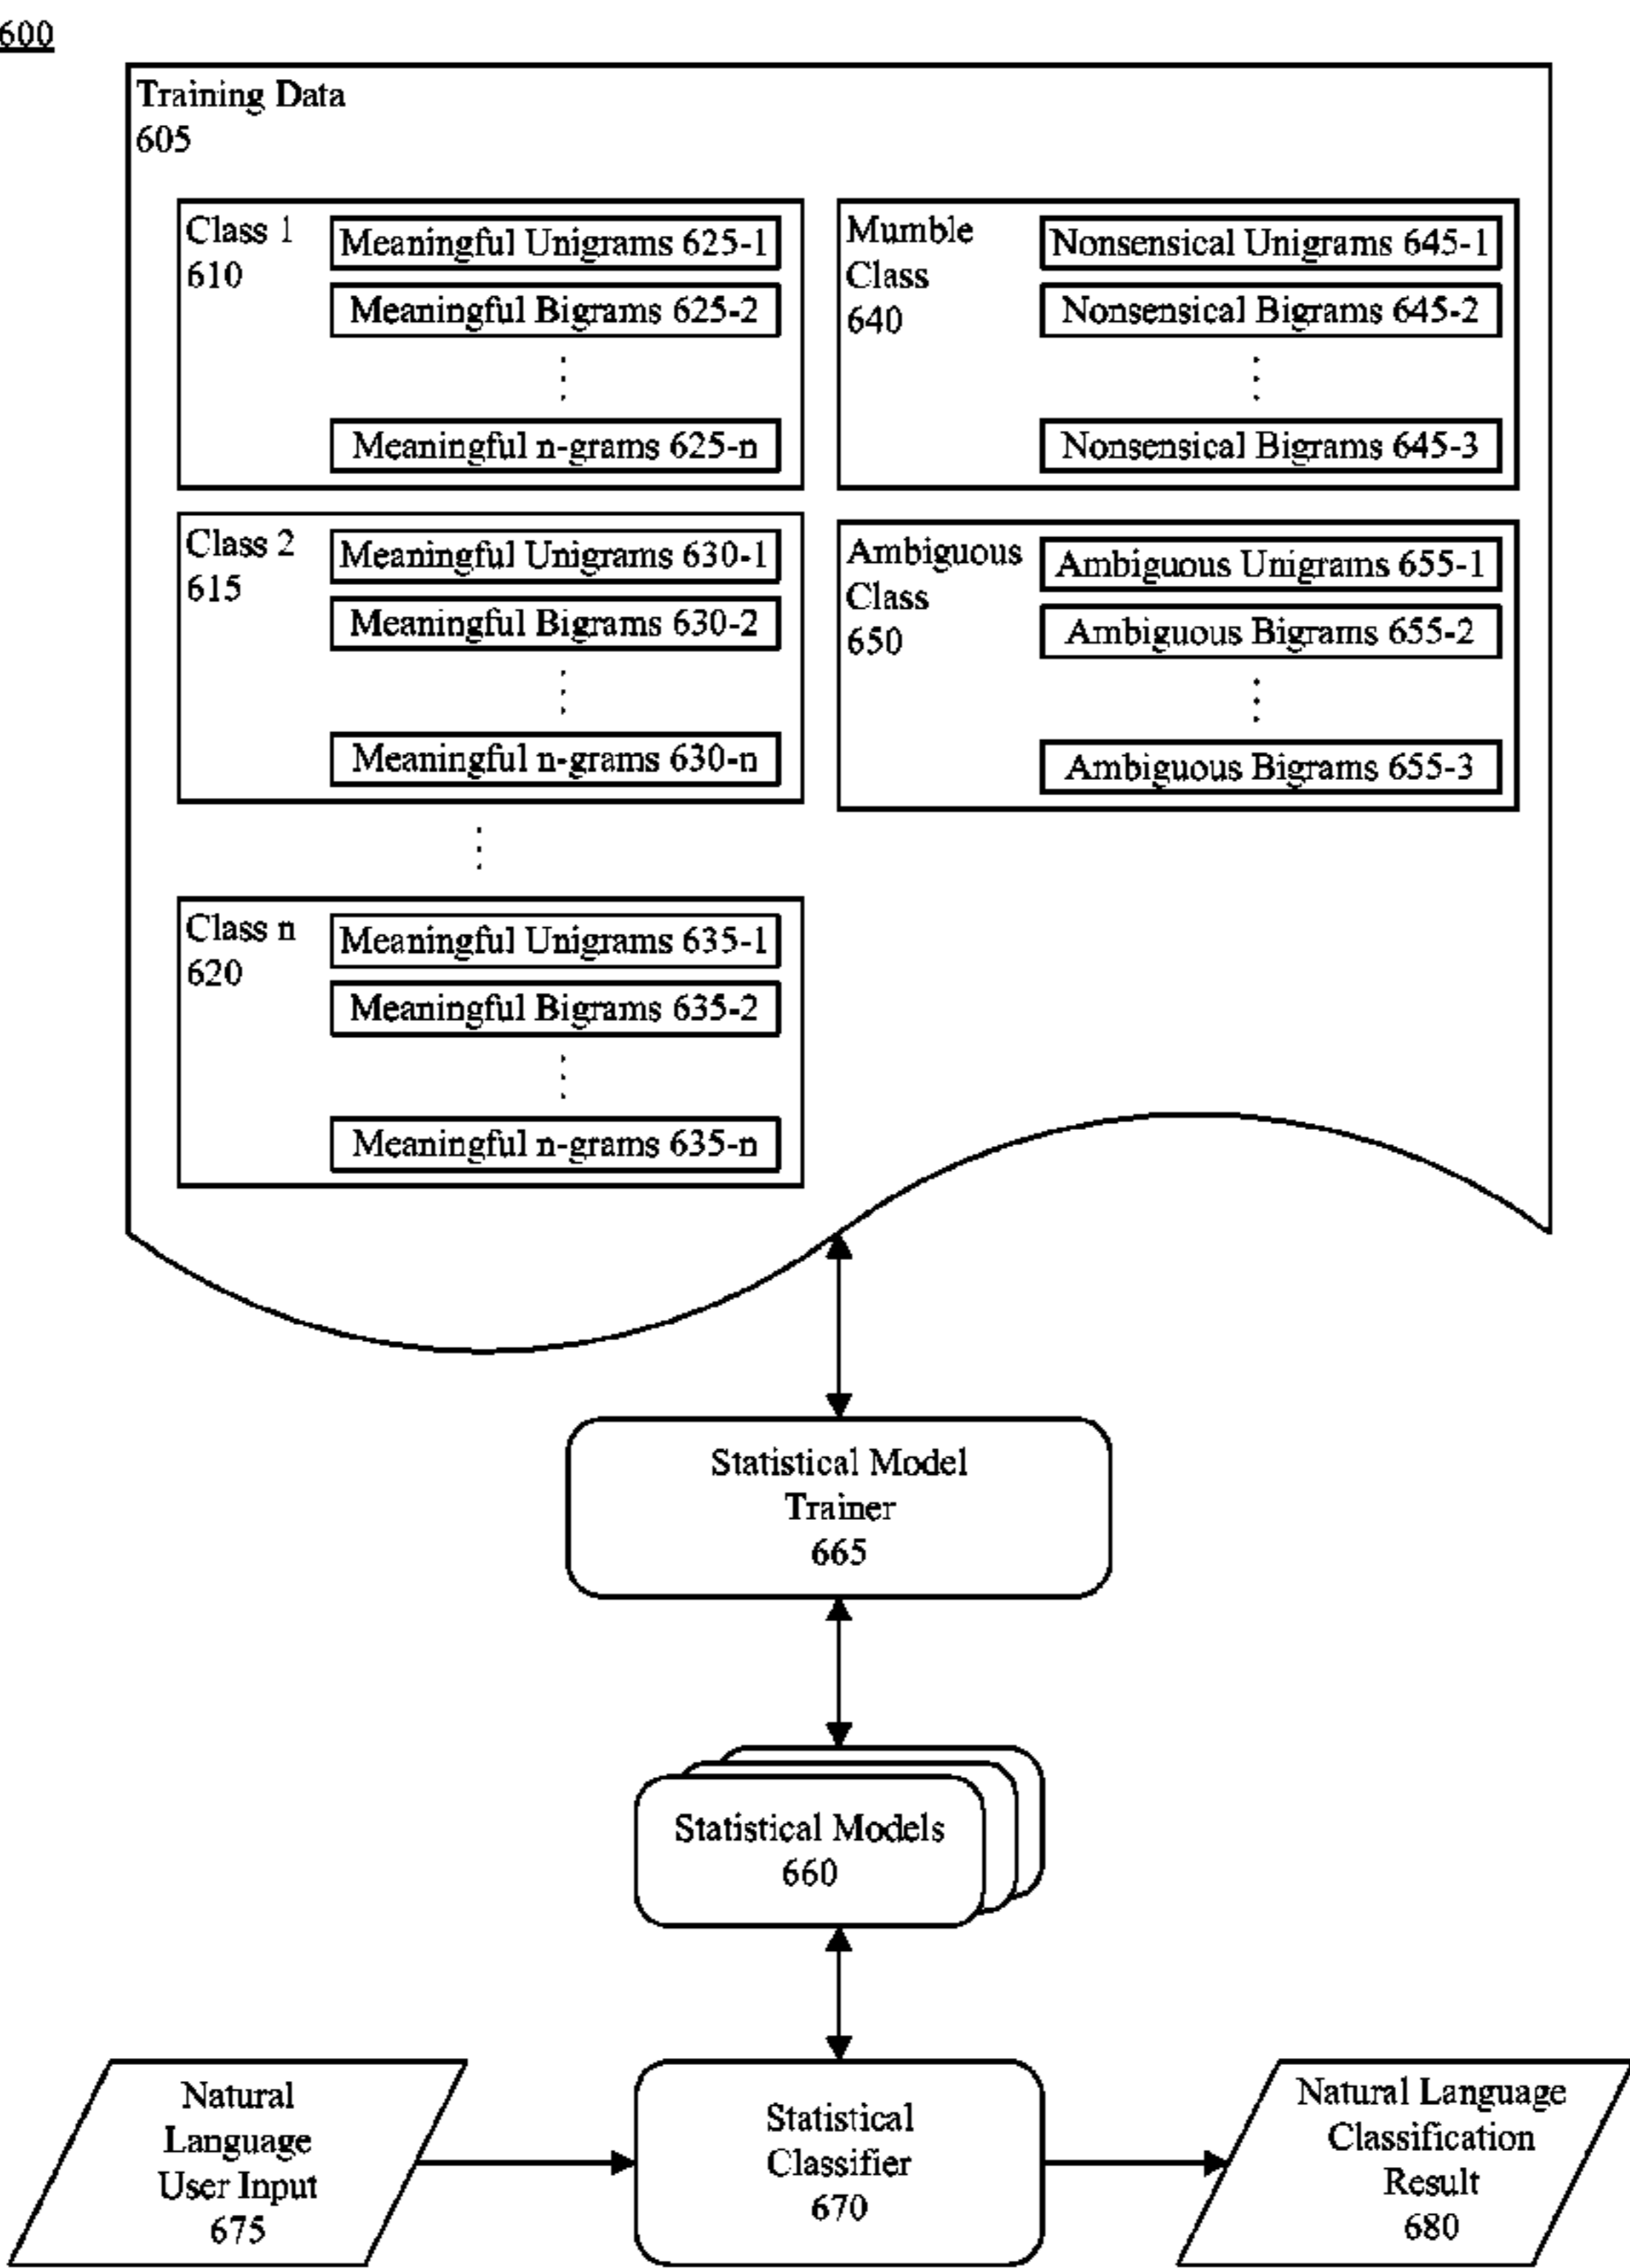 600
Training Data
605
Class 1
610
Meaningful Unigrams 625-1
Meaningful Bigrams 625-2
Meaningful n-grams 625-n
Mumble
Class
640
Nonsensical Unigrams 645-1
Nonsensical Bigrams 645-2
Nonsensical Bigrams 645-3
Class 2
615
Meaningful Unigrams 630-1
Meaningful Bigrams 630-2
Meaningful n-grams 630-n
Ambiguous
Class
650
Ambiguous Unigrams 655-1
Ambiguous Bigrams 655-2
Ambiguous Bigrams 655-3
Class n
620
Meaningful Unigrams 635-1
Meaningful Bigrams 635-2
Meaningful n-grams 635-n
Statistical Model
Trainer
665
Statistical Models
660
Natural
Language
User Input
675
Statistical
Classifier
670
Natural Language
Classification
Result
680